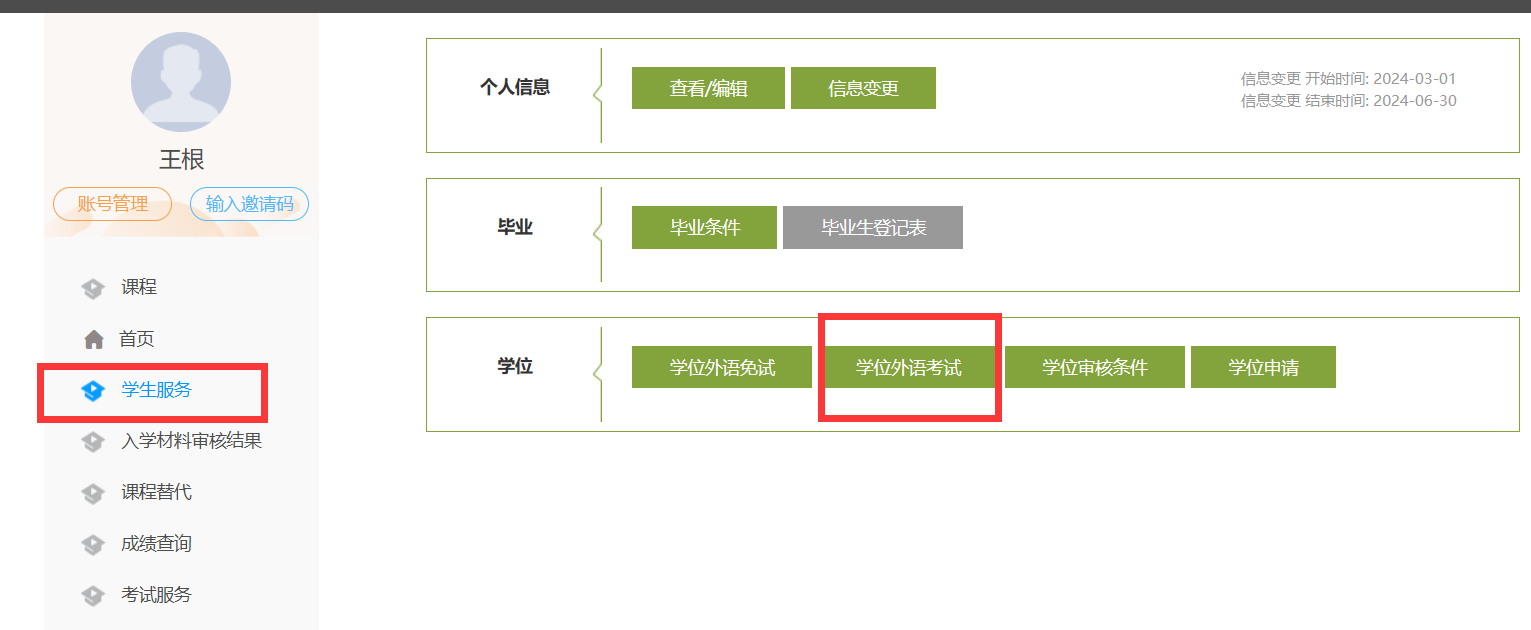 王根
账号管理 输入邀请码
课程
首页
学生服务
入学材料审核结果
课程替代
成绩查询
考试服务
个人信息 查看/编辑 信息变更
信息变更 开始时间: 2024-03-01
信息变更 结束时间: 2024-06-30
毕业 毕业条件 毕业生登记表
学位 学位外语免试 学位外语考试 学位审核条件 学位申请